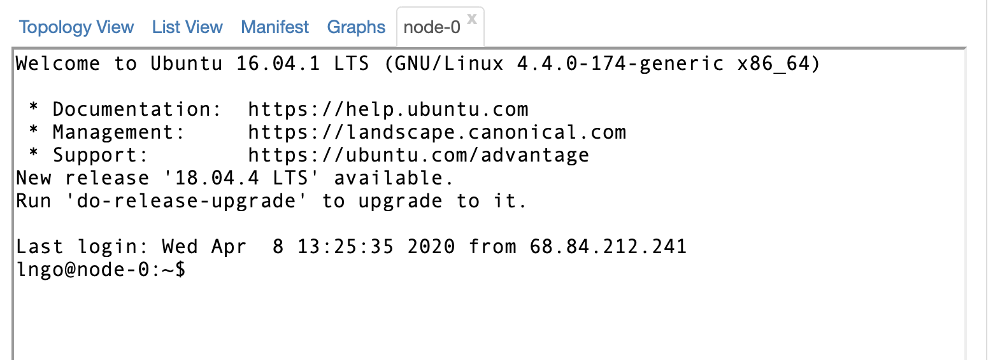 Topology View List View Manifest Graphs node-0 x
Welcome to Ubuntu 16.04.1 LTS (GNU/Linux 4.4.0-174-generic x86_64)
* Documentation:  https://help.ubuntu.com
* Management:     https://landscape.canonical.com
* Support:        https://ubuntu.com/advantage
New release '18.04.4 LTS' available.
Run 'do-release-upgrade' to upgrade to it.
Last login: Wed Apr  8 13:25:35 2020 from 68.84.212.241
lngo@node-0:~$